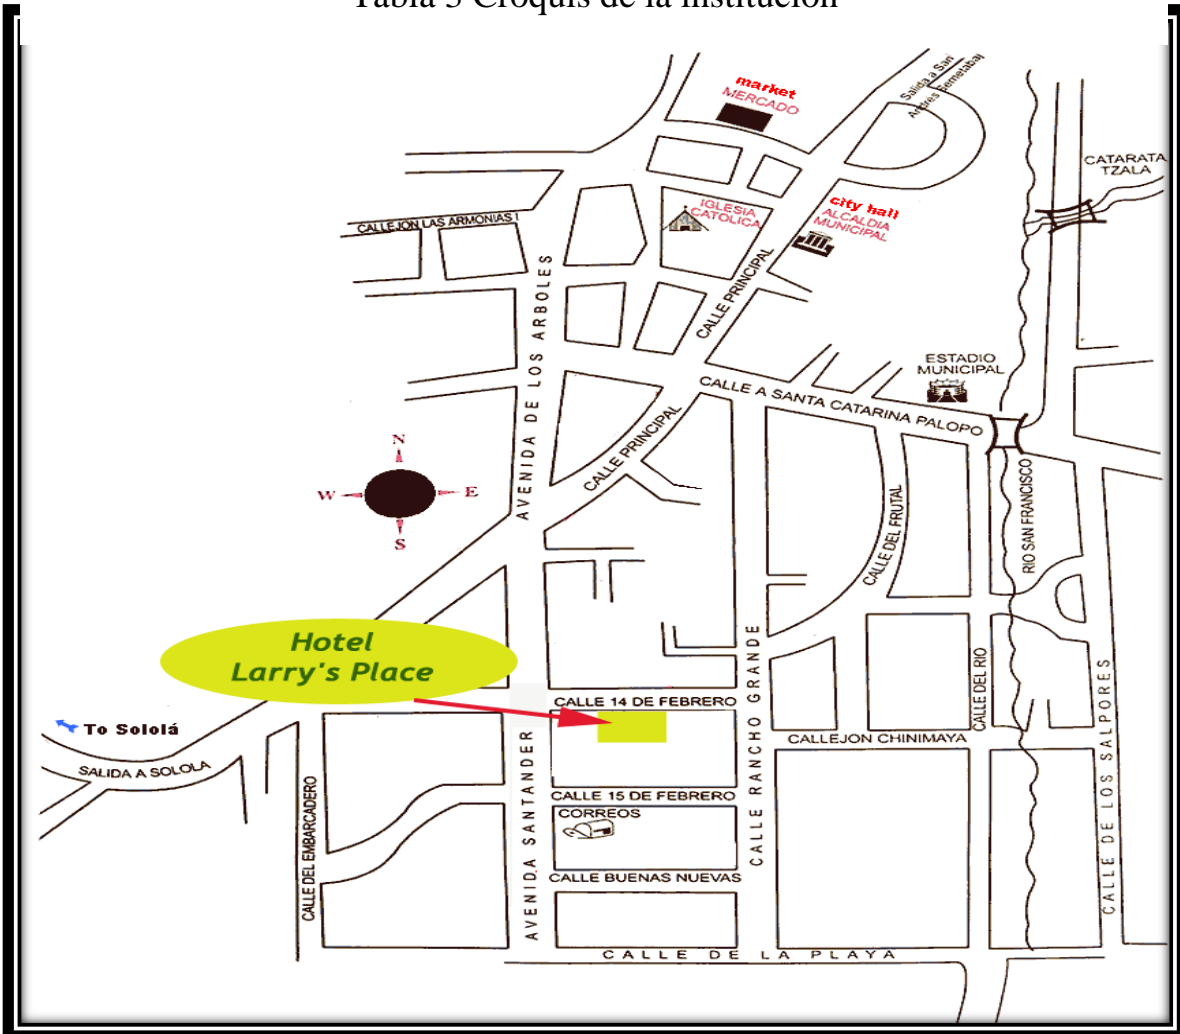 Tabla 3 Croquis de la institución
market
MERCADO
Salida a San
Andres Semetabaj
CATARATA
TZALA
IGLESIA
CATOLICA
city hall
ALCALDIA
MUNICIPAL
CALLEJON LAS ARMONIAS I
CALLE PRINCIPAL
AVENIDA DE LOS ARBOLES
ESTADIO
MUNICIPAL
CALLE A SANTA CATARINA PALOPO
CALLE PRINCIPAL
N
W
E
S
CALLE DEL FRUTAL
RIO SAN FRANCISCO
Hotel
Larry's Place
CALLE 14 DE FEBRERO
CALLE RANCHO GRANDE
CALLE DEL RIO
CALLE DE LOS SALPORES
To Sololá
SALIDA A SOLOLA
CALLEJON CHINIMAYA
CALLE DEL EMBARCADERO
AVENIDA SANTANDER
CALLE 15 DE FEBRERO
CORREOS
CALLE BUENAS NUEVAS
CALLE DE LA PLAYA